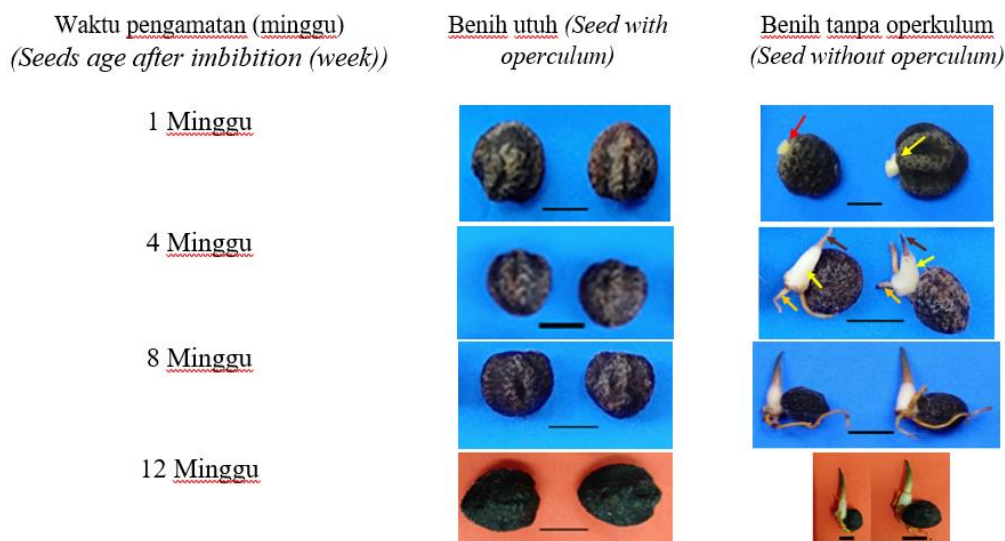 Waktu pengamatan (minggu)
(Seeds age after imbibition (week))
Benih utuh (Seed with
operculum)
Benih tanpa operkulum
(Seed without operculum)
1 Minggu
4 Minggu
8 Minggu
12 Minggu